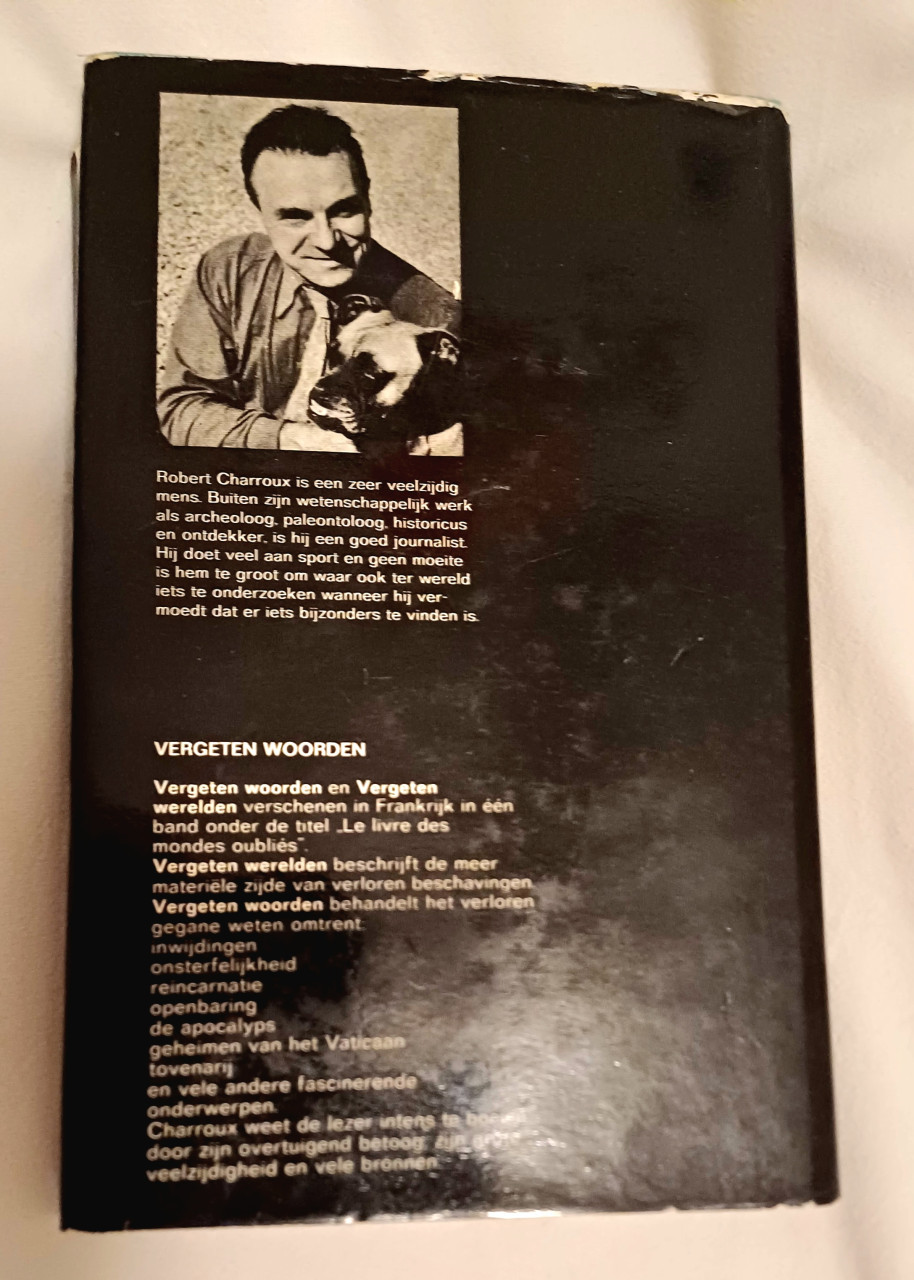 Robert Charroux is een zeer veelzijdig
mens. Buiten zijn wetenschappelijk werk
als archeoloog, paleontoloog, historicus
en ontdekker, is hij een goed journalist.
Hij doet veel aan sport en geen moeite
is hem te groot om waar ook ter wereld
iets te onderzoeken wanneer hij ver-
moedt dat er iets bijzonders te vinden is.
VERGETEN WOORDEN
Vergeten woorden en Vergeten
werelden verschenen in Frankrijk in één
band onder de titel „Le livre des
mondes oubliés".
Vergeten werelden beschrijft de meer
materiële zijde van verloren beschavingen.
Vergeten woorden behandelt het verloren
gegane weten omtrent:
inwijdingen
onsterfelijkheid
reincarnatie
openbaring
de apocalyps
geheimen van het Vaticaan
tovenarij
en vele andere fascinerende
onderwerpen.
Charroux weet de lezer intens te
door zijn overtuigend betoog, zijn
veelzijdigheid en vele bronnen.